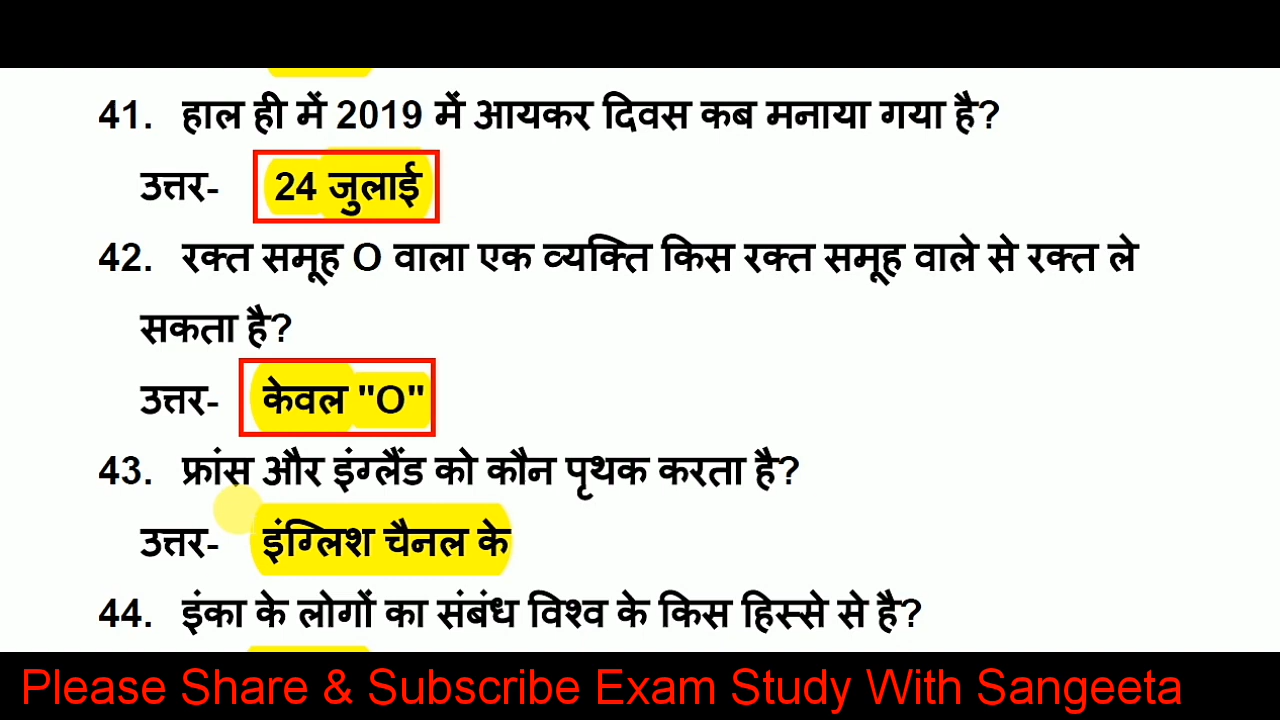 41. हाल ही में 2019 में आयकर दिवस कब मनाया गया है?
उत्तर- 24 जुलाई
42. रक्त समूह O वाला एक व्यक्ति किस रक्त समूह वाले से रक्त ले
सकता है?
उत्तर- केवल "O"
43. फ्रांस और इंग्लैंड को कौन पृथक करता है?
उत्तर- इंग्लिश चैनल के
44. इंका के लोगों का संबंध विश्व के किस हिस्से से है?
Please Share & Subscribe Exam Study With Sangeeta